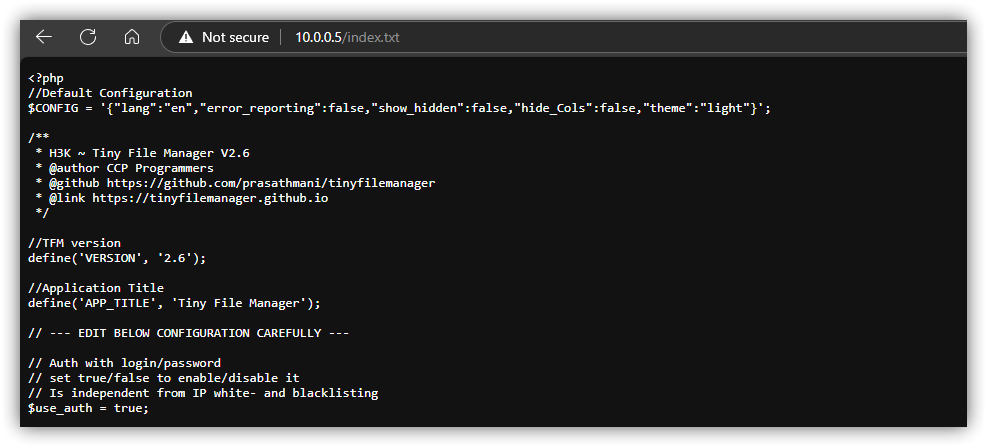 Not secure 10.0.0.5/index.txt
<?php
//Default Configuration
$CONFIG = '{"lang":"en","error_reporting":false,"show_hidden":false,"hide_Cols":false,"theme":"light"}';
/**
 * H3K ~ Tiny File Manager V2.6
 * @author CCP Programmers
 * @github https://github.com/prasathmani/tinyfilemanager
 * @link https://tinyfilemanager.github.io
 */
//TFM version
define('VERSION', '2.6');
//Application Title
define('APP_TITLE', 'Tiny File Manager');
// --- EDIT BELOW CONFIGURATION CAREFULLY ---
// Auth with login/password
// set true/false to enable/disable it
// Is independent from IP white- and blacklisting
$use_auth = true;